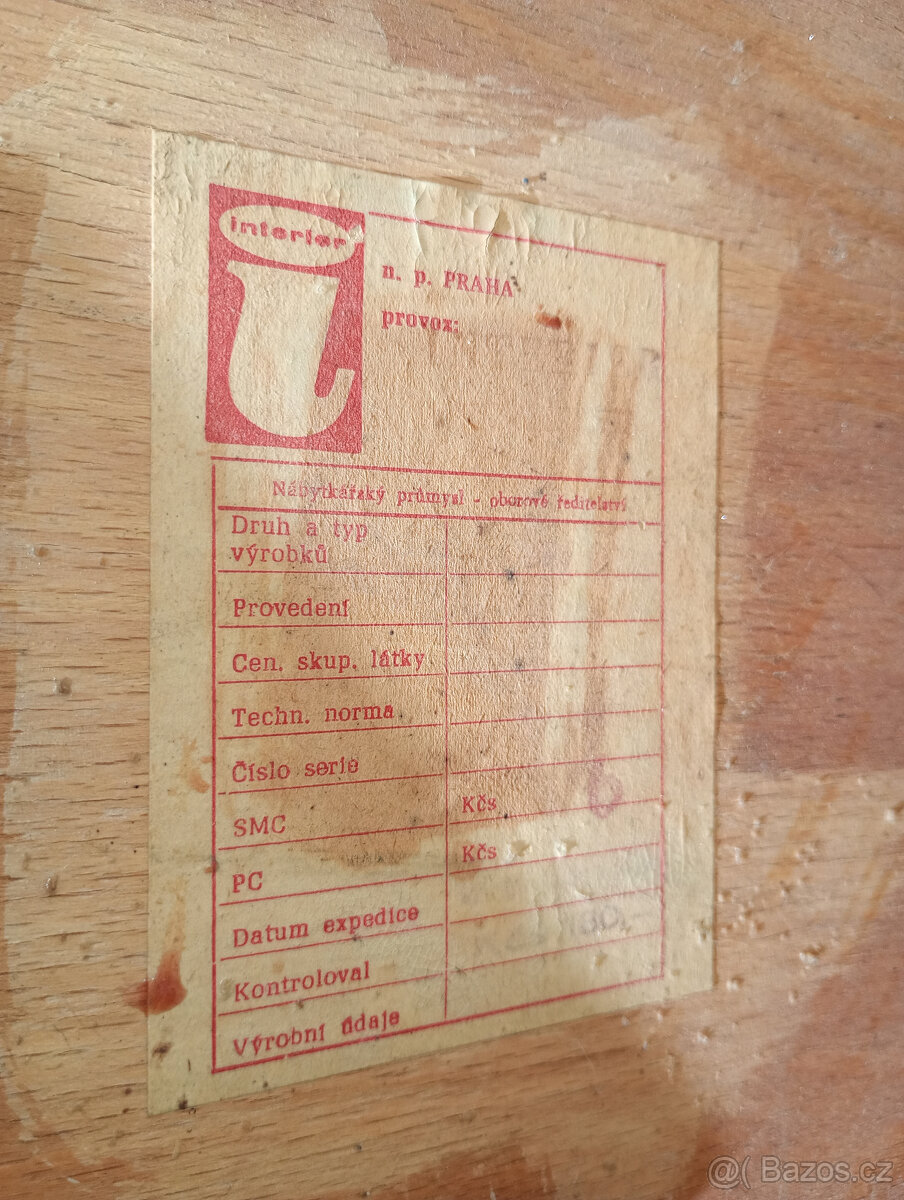 interier
n. p. PRAHA
provoz:
Nábytkářský průmysl - oborové ředitelství
Druh a typ
výrobků
Provedení
Cen. skup. látky
Techn. norma
Číslo serie
SMC
Kčs
PC
Kčs
Datum expedice
Kontroloval
Výrobní údaje
@( Bazos.cz